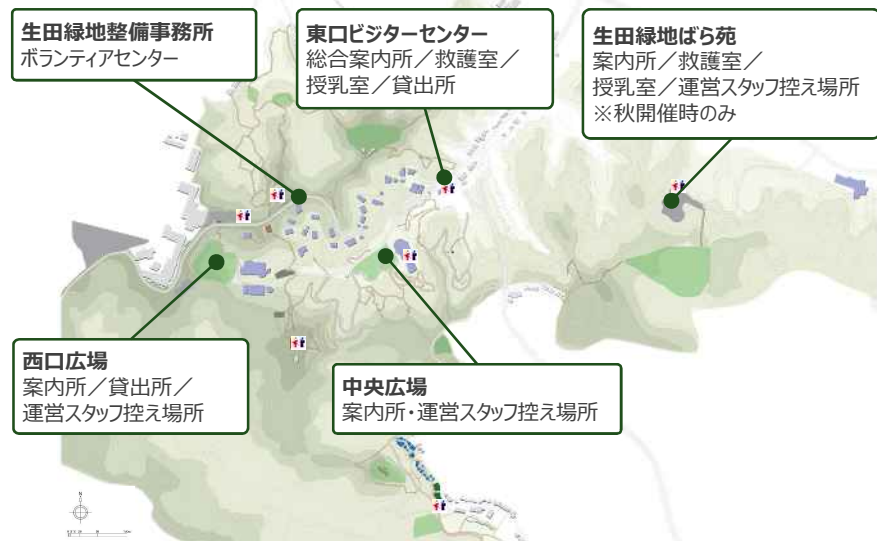 生田緑地整備事務所
ボランティアセンター
東口ビジターセンター
総合案内所／救護室／
授乳室／貸出所
生田緑地ばら苑
案内所／救護室／
授乳室／運営スタッフ控え場所
※秋開催時のみ
西口広場
案内所／貸出所／
運営スタッフ控え場所
中央広場
案内所・運営スタッフ控え場所